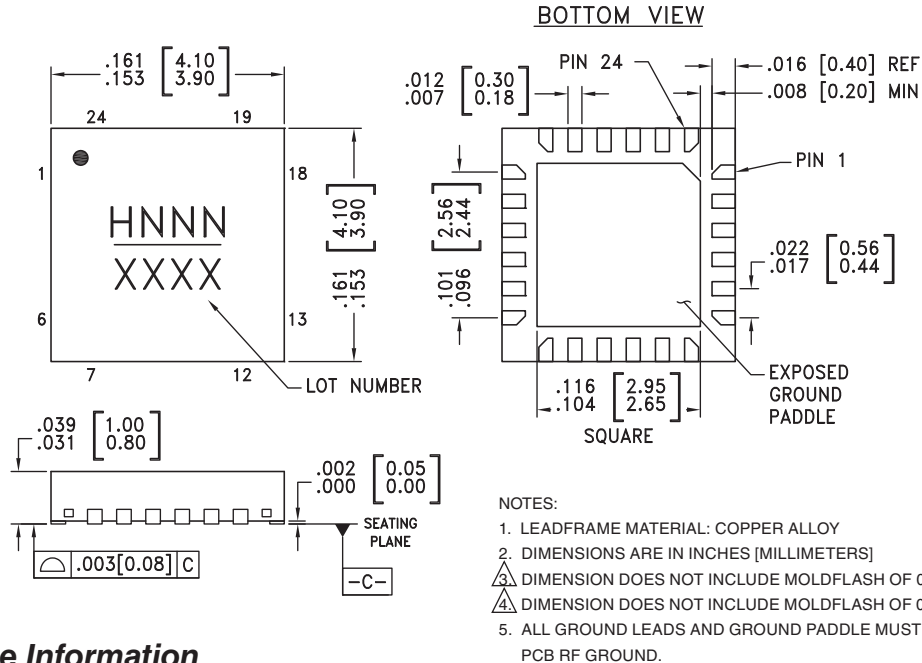 BOTTOM VIEW
.161 [4.10]
.153 [3.90]
24 19
1 18
HNNN
XXXX
6 13
7 12
LOT NUMBER
.161 [4.10]
.153 [3.90]
PIN 24
.012 [0.30]
.007 [0.18]
.016 [0.40] REF
.008 [0.20] MIN
PIN 1
.101 [2.56]
.096 [2.44]
.022 [0.56]
.017 [0.44]
.116 [2.95]
.104 [2.65]
SQUARE
EXPOSED
GROUND
PADDLE
.039 [1.00]
.031 [0.80]
.002 [0.05]
.000 [0.00]
SEATING
PLANE
.003[0.08] C
-C-
NOTES:
1. LEADFRAME MATERIAL: COPPER ALLOY
2. DIMENSIONS ARE IN INCHES [MILLIMETERS]
3. DIMENSION DOES NOT INCLUDE MOLDFLASH OF
4. DIMENSION DOES NOT INCLUDE MOLDFLASH OF
5. ALL GROUND LEADS AND GROUND PADDLE MUST
PCB RF GROUND.
Information